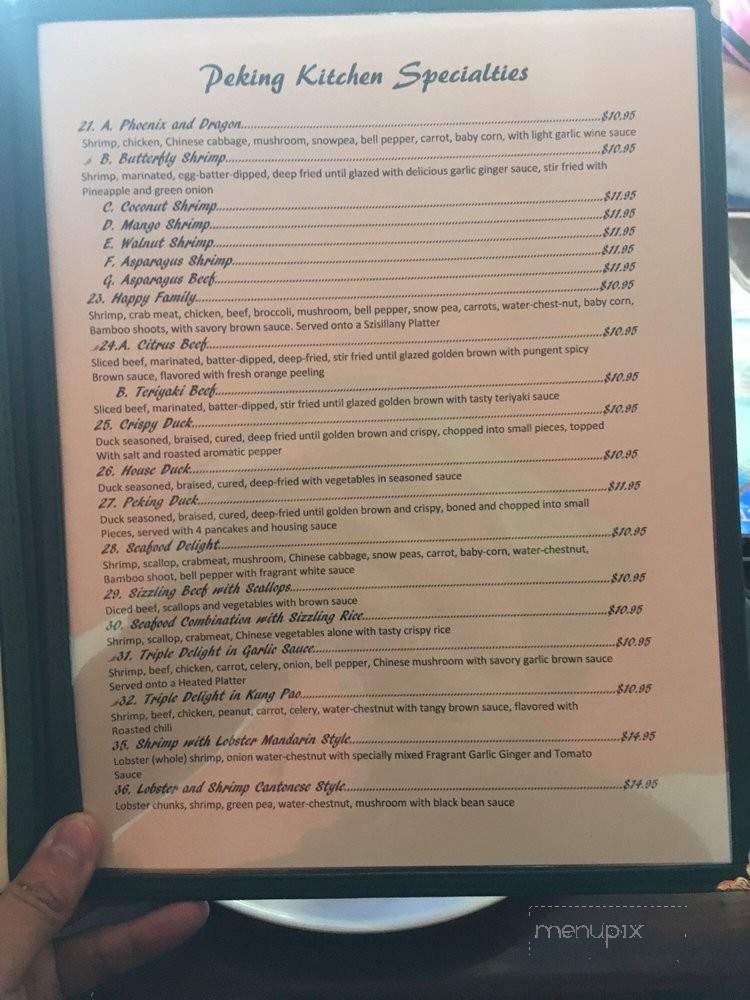 Peking Kitchen Specialties
21. A. Phoenix and Dragon.....$10.95
Shrimp, chicken, Chinese cabbage, mushroom, snowpea, bell pepper, carrot, baby corn, with light garlic wine sauce
B. Butterfly Shrimp.....$10.95
Shrimp, marinated, egg-batter-dipped, deep fried until glazed with delicious garlic ginger sauce, stir fried with
Pineapple and green onion
C. Coconut Shrimp.....$11.95
D. Mango Shrimp.....$11.95
E. Walnut Shrimp.....$11.95
F. Asparagus Shrimp.....$11.95
G. Asparagus Beef.....$11.95
23. Happy Family.....$10.95
Shrimp, crab meat, chicken, beef, broccoli, mushroom, bell pepper, snow pea, carrots, water-chest-nut, baby corn,
Bamboo shoots, with savory brown sauce. Served onto a Szisillany Platter
24.A. Citrus Beef.....$10.95
Sliced beef, marinated, batter-dipped, deep-fried, stir fried until glazed golden brown with pungent spicy
Brown sauce, flavored with fresh orange peeling
B. Teriyaki Beef.....$10.95
Sliced beef, marinated, batter-dipped, stir fried until glazed golden brown with tasty teriyaki sauce
25. Crispy Duck.....$10.95
Duck seasoned, braised, cured, deep fried until golden brown and crispy, chopped into small pieces, topped
With salt and roasted aromatic pepper
26. House Duck.....$10.95
Duck seasoned, braised, cured, deep-fried with vegetables in seasoned sauce
27. Peking Duck.....$11.95
Duck seasoned, braised, cured, deep-fried until golden brown and crispy, boned and chopped into small
Pieces, served with 4 pancakes and housing sauce
28. Seafood Delight.....$10.95
Shrimp, scallop, crabmeat, mushroom, Chinese cabbage, snow peas, carrot, baby-corn, water-chestnut,
Bamboo shoot, bell pepper with fragrant white sauce
29. Sizzling Beef with Scallops.....$10.95
Diced beef, scallops and vegetables with brown sauce
30. Seafood Combination with Sizzling Rice.....$10.95
Shrimp, scallop, crabmeat, Chinese vegetables alone with tasty crispy rice
31. Triple Delight in Garlic Sauce.....$10.95
Shrimp, beef, chicken, carrot, celery, onion, bell pepper, Chinese mushroom with savory garlic brown sauce
Served onto a Heated Platter
32. Triple Delight in Kung Pao.....$10.95
Shrimp, beef, chicken, peanut, carrot, celery, water-chestnut with tangy brown sauce, flavored with
Roasted chili
35. Shrimp with Lobster Mandarin Style.....$14.95
Lobster (whole) shrimp, onion water-chestnut with specially mixed Fragrant Garlic Ginger and Tomato
Sauce
36. Lobster and Shrimp Cantonese Style.....$14.95
Lobster chunks, shrimp, green pea, water-chestnut, mushroom with black bean sauce
menupix